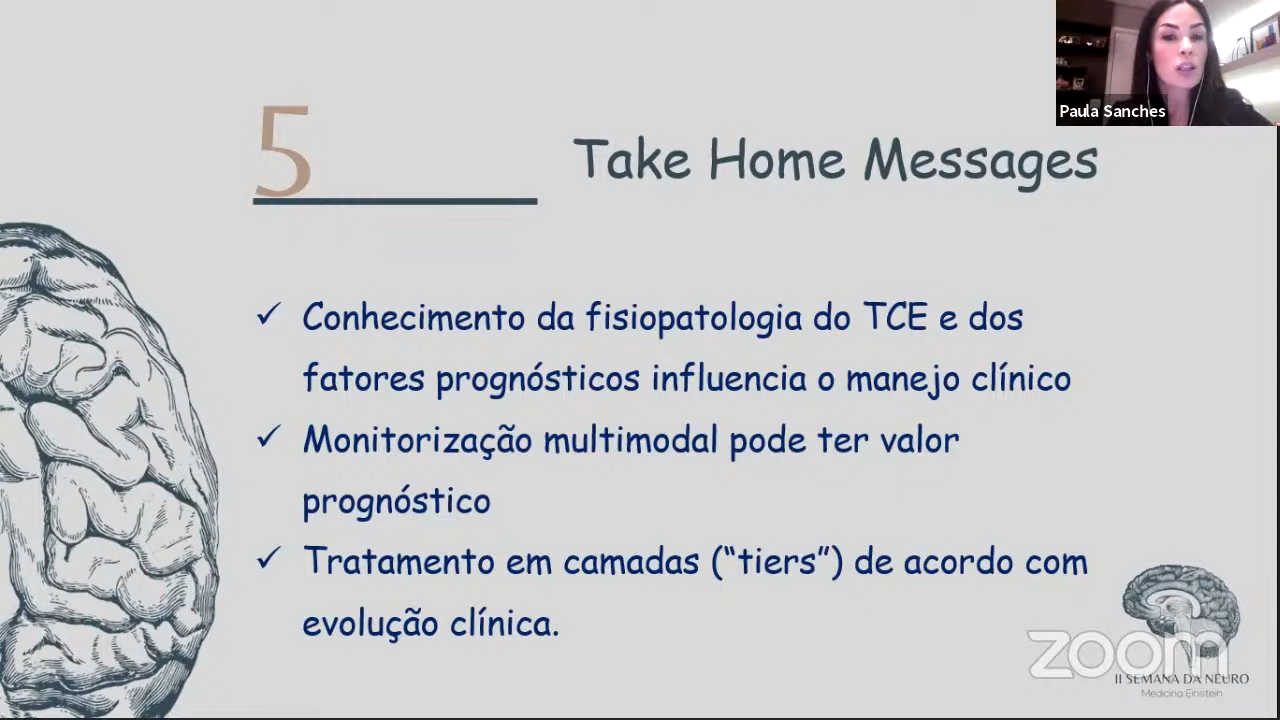 Paula Sanches
5
Take Home Messages
✓ Conhecimento da fisiopatologia do TCE e dos
fatores prognósticos influencia o manejo clínico
✓ Monitorização multimodal pode ter valor
prognóstico
✓ Tratamento em camadas (“tiers”) de acordo com
evolução clínica.
zoom
II SEMANA DA NEURO
Medicina Einstein